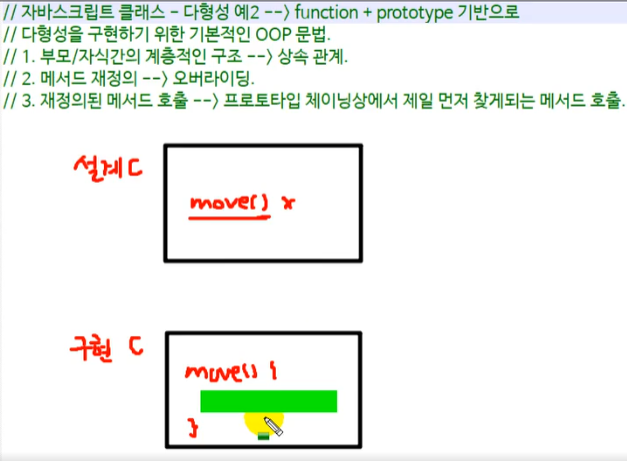 // 자바스크립트 클래스 - 다형성 예2 --> function + prototype 기반으로
// 다형성을 구현하기 위한 기본적인 OOP 문법.
// 1. 부모/자식간의 계층적인 구조 --> 상속 관계.
// 2. 메서드 재정의 --> 오버라이딩.
// 3. 재정의된 메서드 호출 --> 프로토타입 체이닝상에서 제일 먼저 찾게되는 메서드 호출.
설계 C
move() x
구현 C
move() {
}